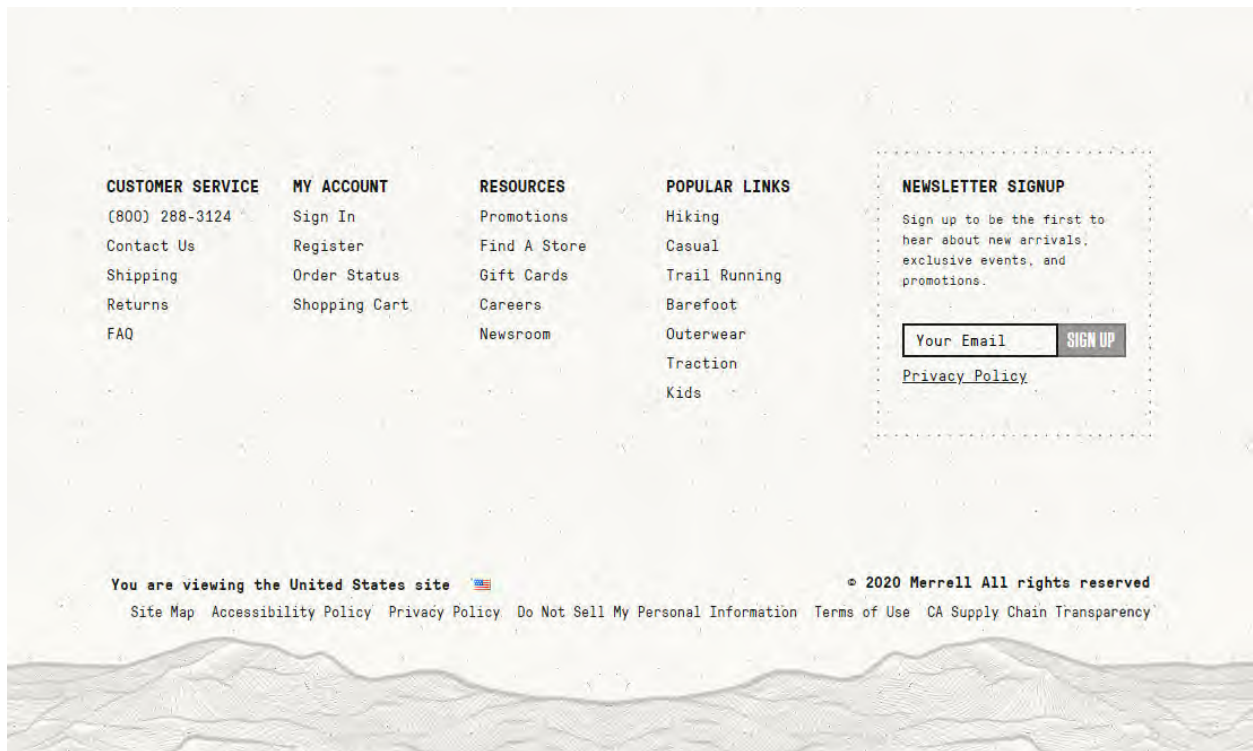 CUSTOMER SERVICE
(800) 288-3124
Contact Us
Shipping
Returns
FAQ
MY ACCOUNT
Sign In
Register
Order Status
Shopping Cart
RESOURCES
Promotions
Find A Store
Gift Cards
Careers
Newsroom
POPULAR LINKS
Hiking
Casual
Trail Running
Barefoot
Outerwear
Traction
Kids
NEWSLETTER SIGNUP
Sign up to be the first to
hear about new arrivals,
exclusive events, and
promotions.
Your Email SIGN UP
Privacy Policy
You are viewing the United States site
© 2020 Merrell All rights reserved
Site Map Accessibility Policy Privacy Policy Do Not Sell My Personal Information Terms of Use CA Supply Chain Transparency